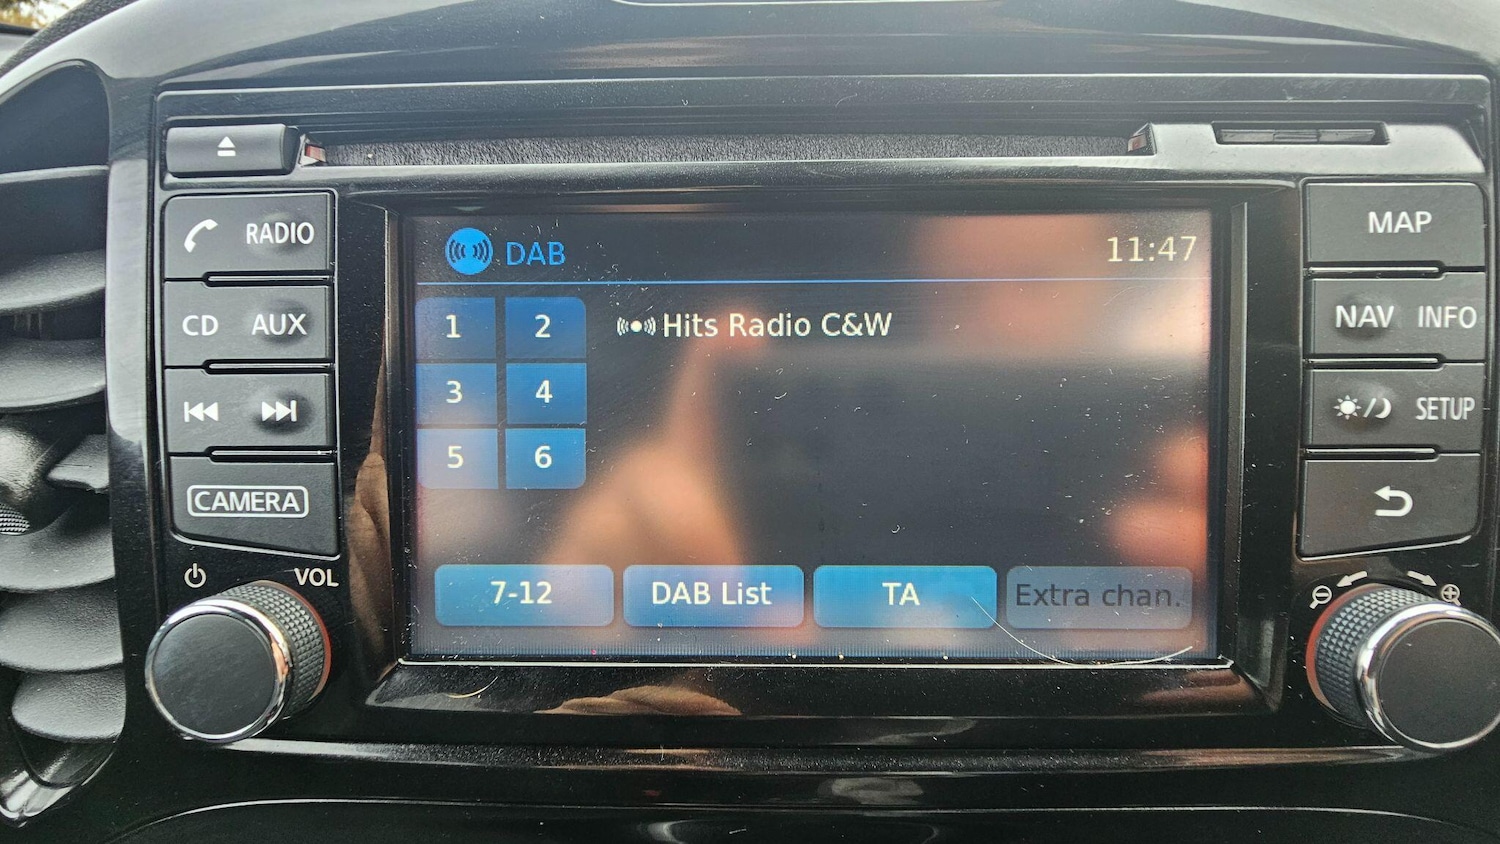 RADIO
CD AUX
CAMERA
VOL
DAB 11:47
1 2 Hits Radio C&W
3 4
5 6
7-12 DAB List TA Extra chan.
MAP
NAV INFO
SETUP